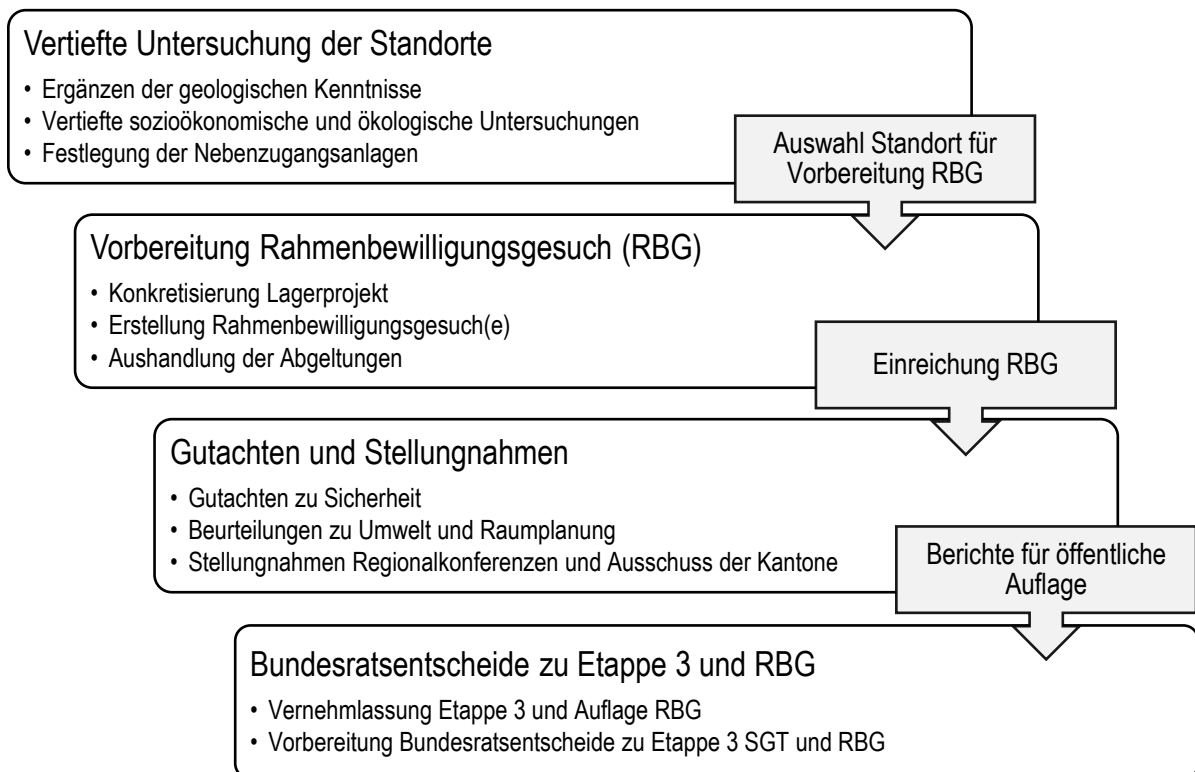 Vertiefte Untersuchung der Standorte
• Ergänzen der geologischen Kenntnisse
• Vertiefte sozioökonomische und ökologische Untersuchungen
• Festlegung der Nebenzugangsanlagen
Auswahl Standort für
Vorbereitung RBG
Vorbereitung Rahmenbewilligungsgesuch (RBG)
• Konkretisierung Lagerprojekt
• Erstellung Rahmenbewilligungsgesuch(e)
• Aushandlung der Abgeltungen
Einreichung RBG
Gutachten und Stellungnahmen
• Gutachten zu Sicherheit
• Beurteilungen zu Umwelt und Raumplanung
• Stellungnahmen Regionalkonferenzen und Ausschuss der Kantone
Berichte für öffentliche
Auflage
Bundesratsentscheide zu Etappe 3 und RBG
• Vernehmlassung Etappe 3 und Auflage RBG
• Vorbereitung Bundesratsentscheide zu Etappe 3 SGT und RBG